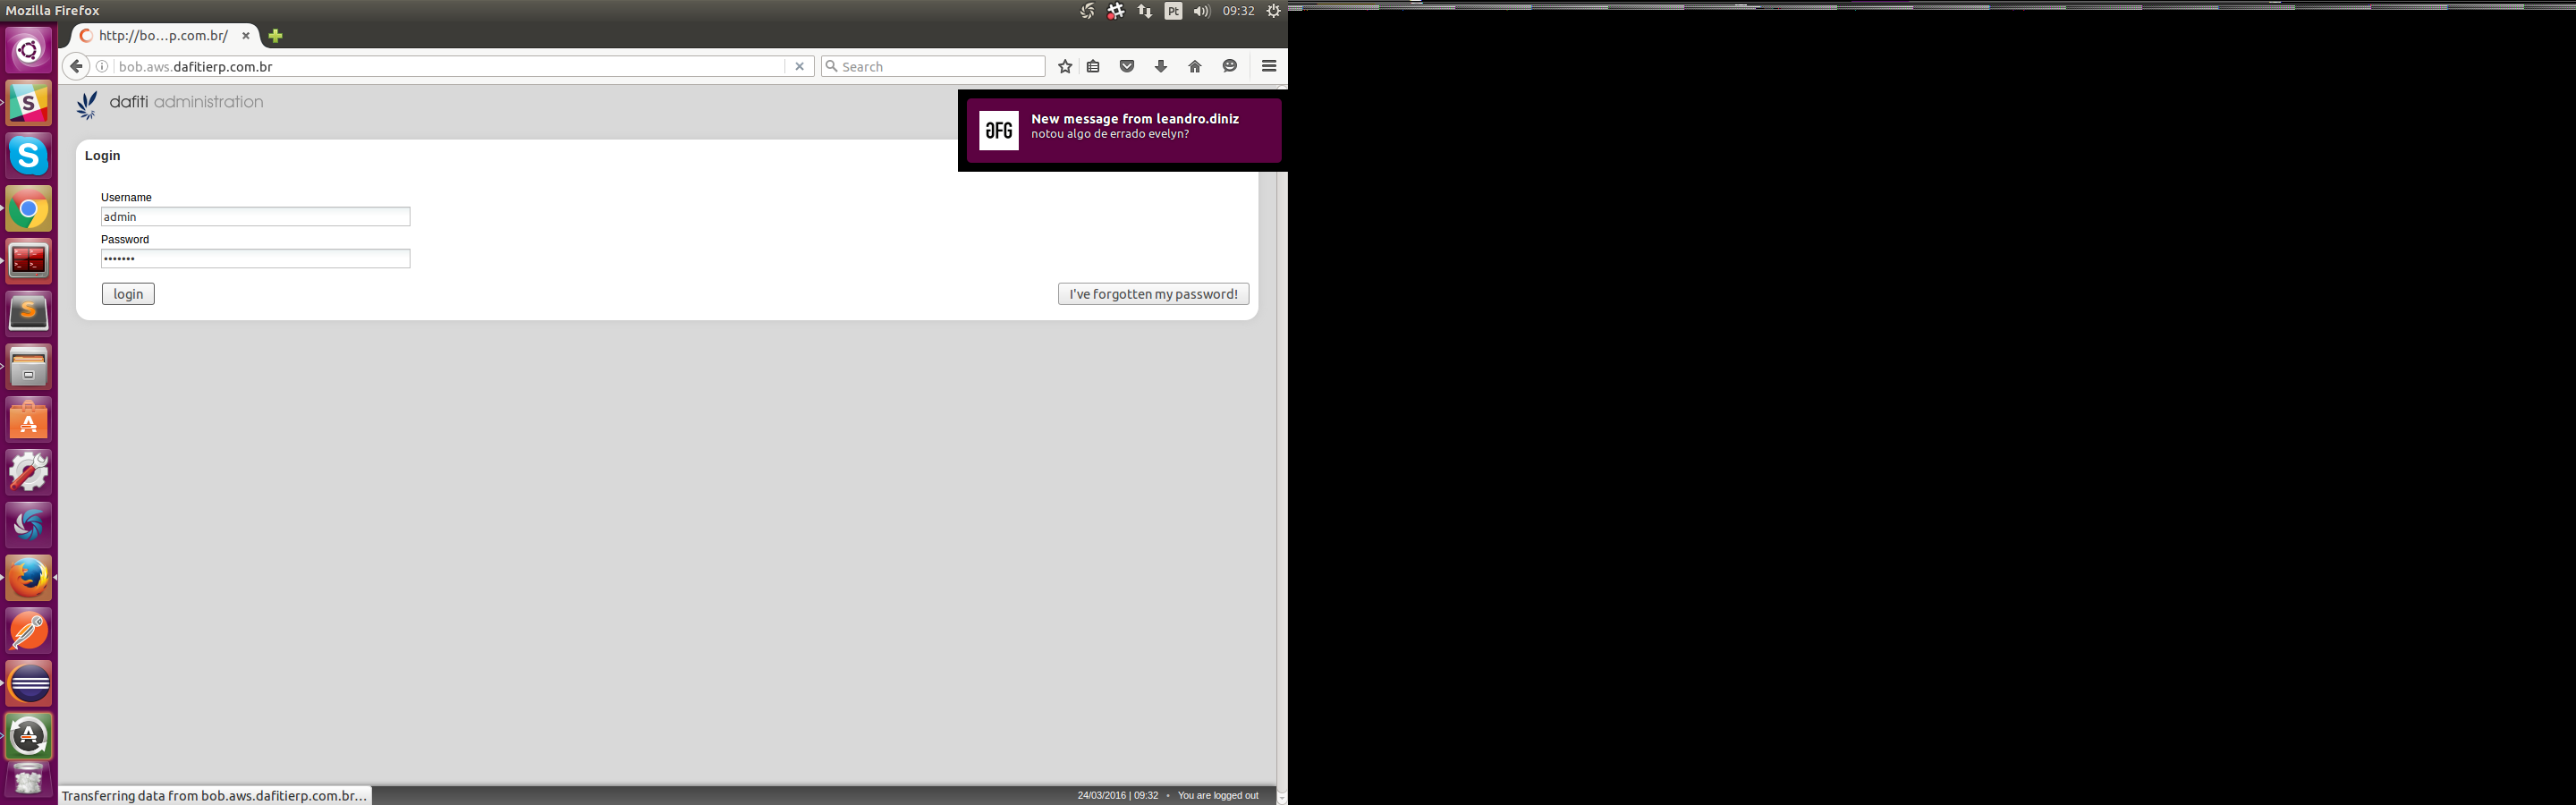 Mozilla Firefox
Pt
09:32
http://bo...p.com.br/
bob.aws.dafitierp.com.br
Search
dafiti administration
ƏFG
New message from leandro.diniz
notou algo de errado evelyn?
Login
Username
admin
Password
•••••••
login
I've forgotten my password!
Transferring data from bob.aws.dafitierp.com.br...
24/03/2016 | 09:32 • You are logged out